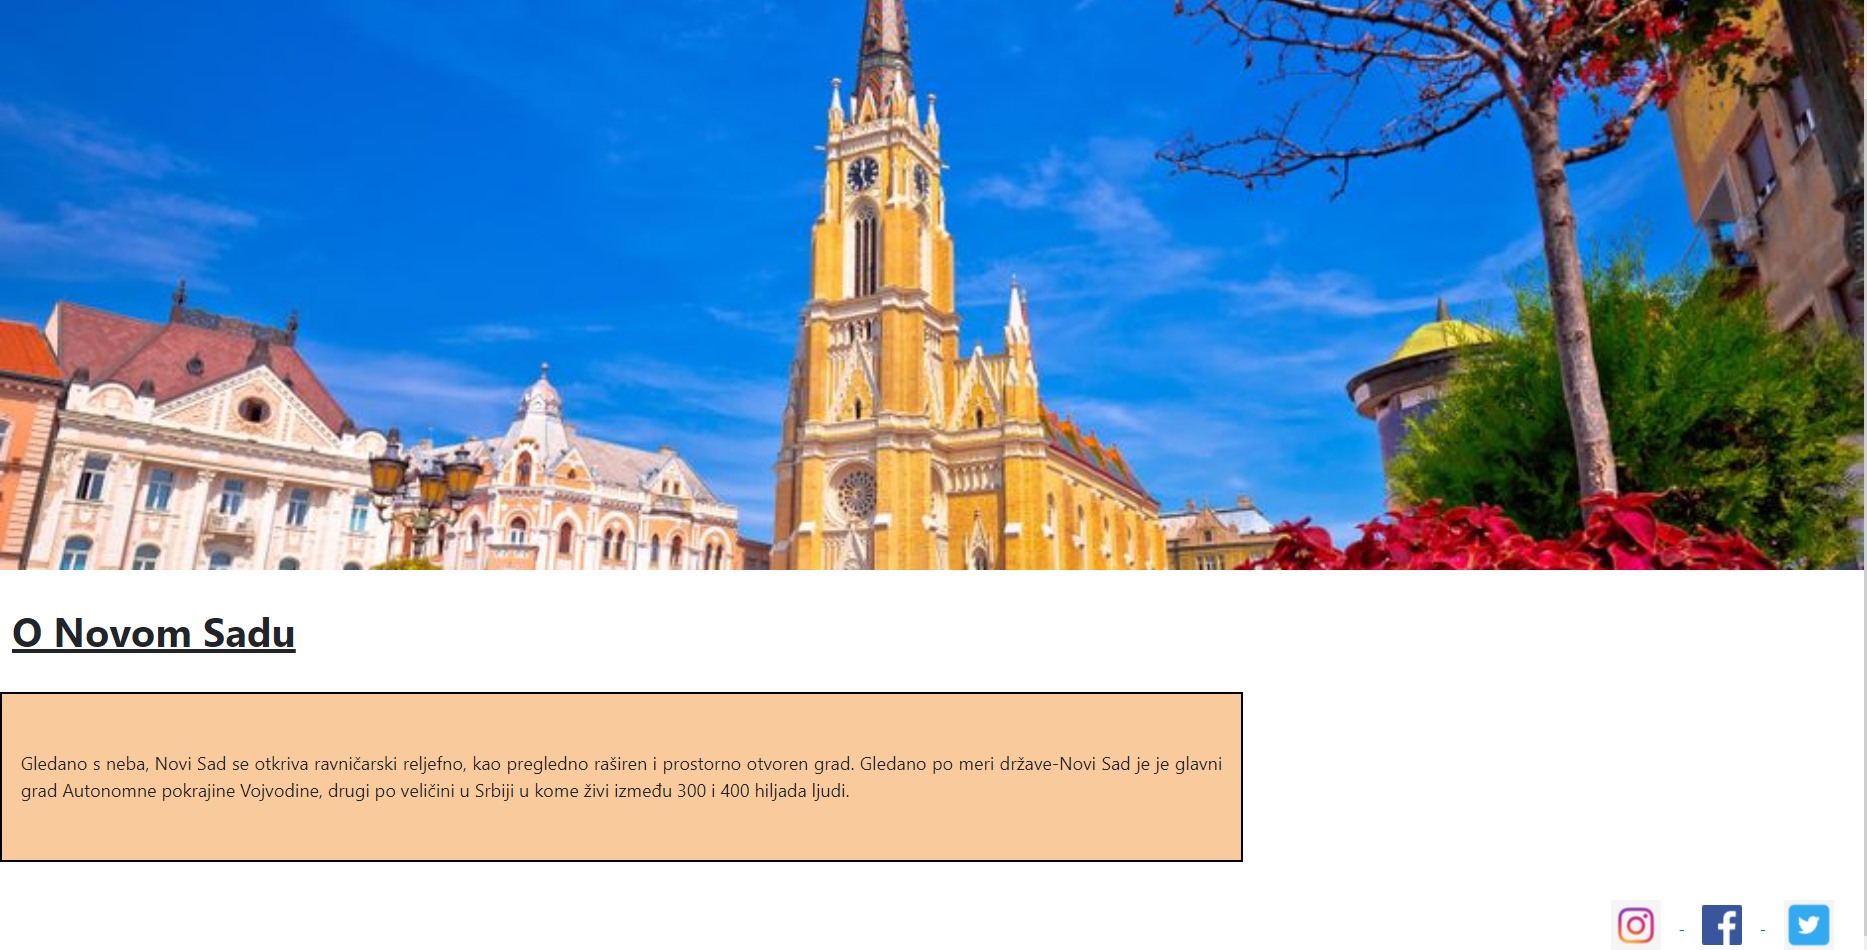 O Novom Sadu
Gledano s neba, Novi Sad se otkriva ravničarski reljefno, kao pregledno raširen i prostorno otvoren grad. Gledano po meri države-Novi Sad je je glavni
grad Autonomne pokrajine Vojvodine, drugi po veličini u Srbiji u kome živi između 300 i 400 hiljada ljudi.